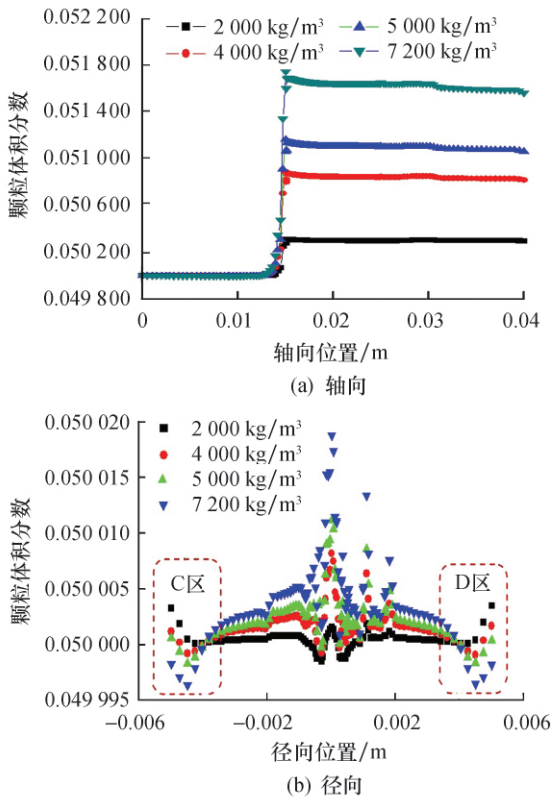 颗粒体积分数
0.052 200
0.051 800
0.051 400
0.051 000
0.050 600
0.050 200
0.049 800
2 000 kg/m³
4 000 kg/m³
5 000 kg/m³
7 200 kg/m³
0
0.01
0.02
0.03
0.04
轴向位置/m
(a) 轴向
颗粒体积分数
0.050 020
0.050 015
0.050 010
0.050 005
0.050 000
0.049 995
2 000 kg/m³
4 000 kg/m³
5 000 kg/m³
7 200 kg/m³
C区
D区
−0.006
−0.002
0.002
0.006
径向位置/m
(b) 径向